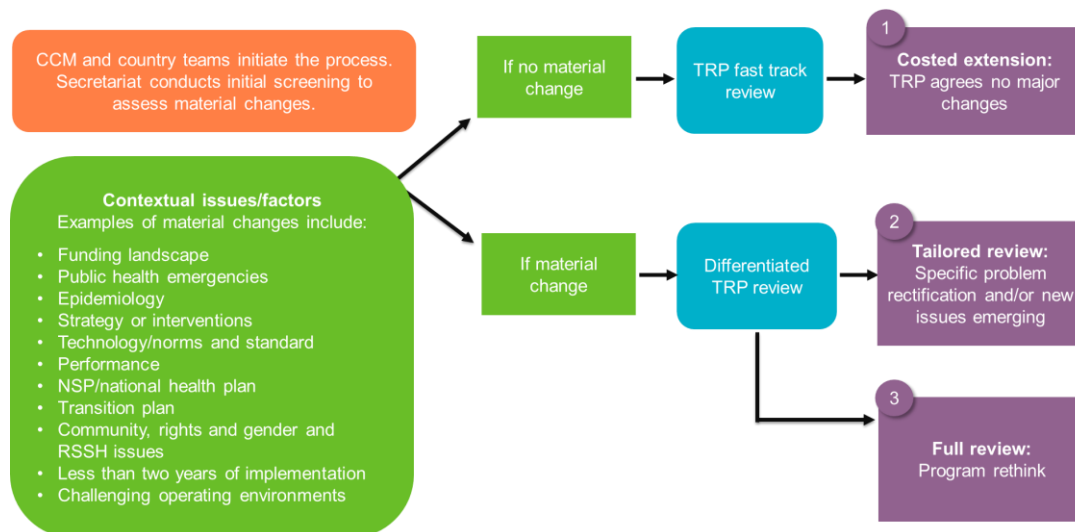 CCM and country teams initiate the process.
Secretariat conducts initial screening to
assess material changes.
Contextual issues/factors
Examples of material changes include:
• Funding landscape
• Public health emergencies
• Epidemiology
• Strategy or interventions
• Technology/norms and standard
• Performance
• NSP/national health plan
• Transition plan
• Community, rights and gender and
RSSH issues
• Less than two years of implementation
• Challenging operating environments
If no material
change
TRP fast track
review
1
Costed extension:
TRP agrees no major
changes
If material
change
Differentiated
TRP review
2
Tailored review:
Specific problem
rectification and/or new
issues emerging
3
Full review:
Program rethink